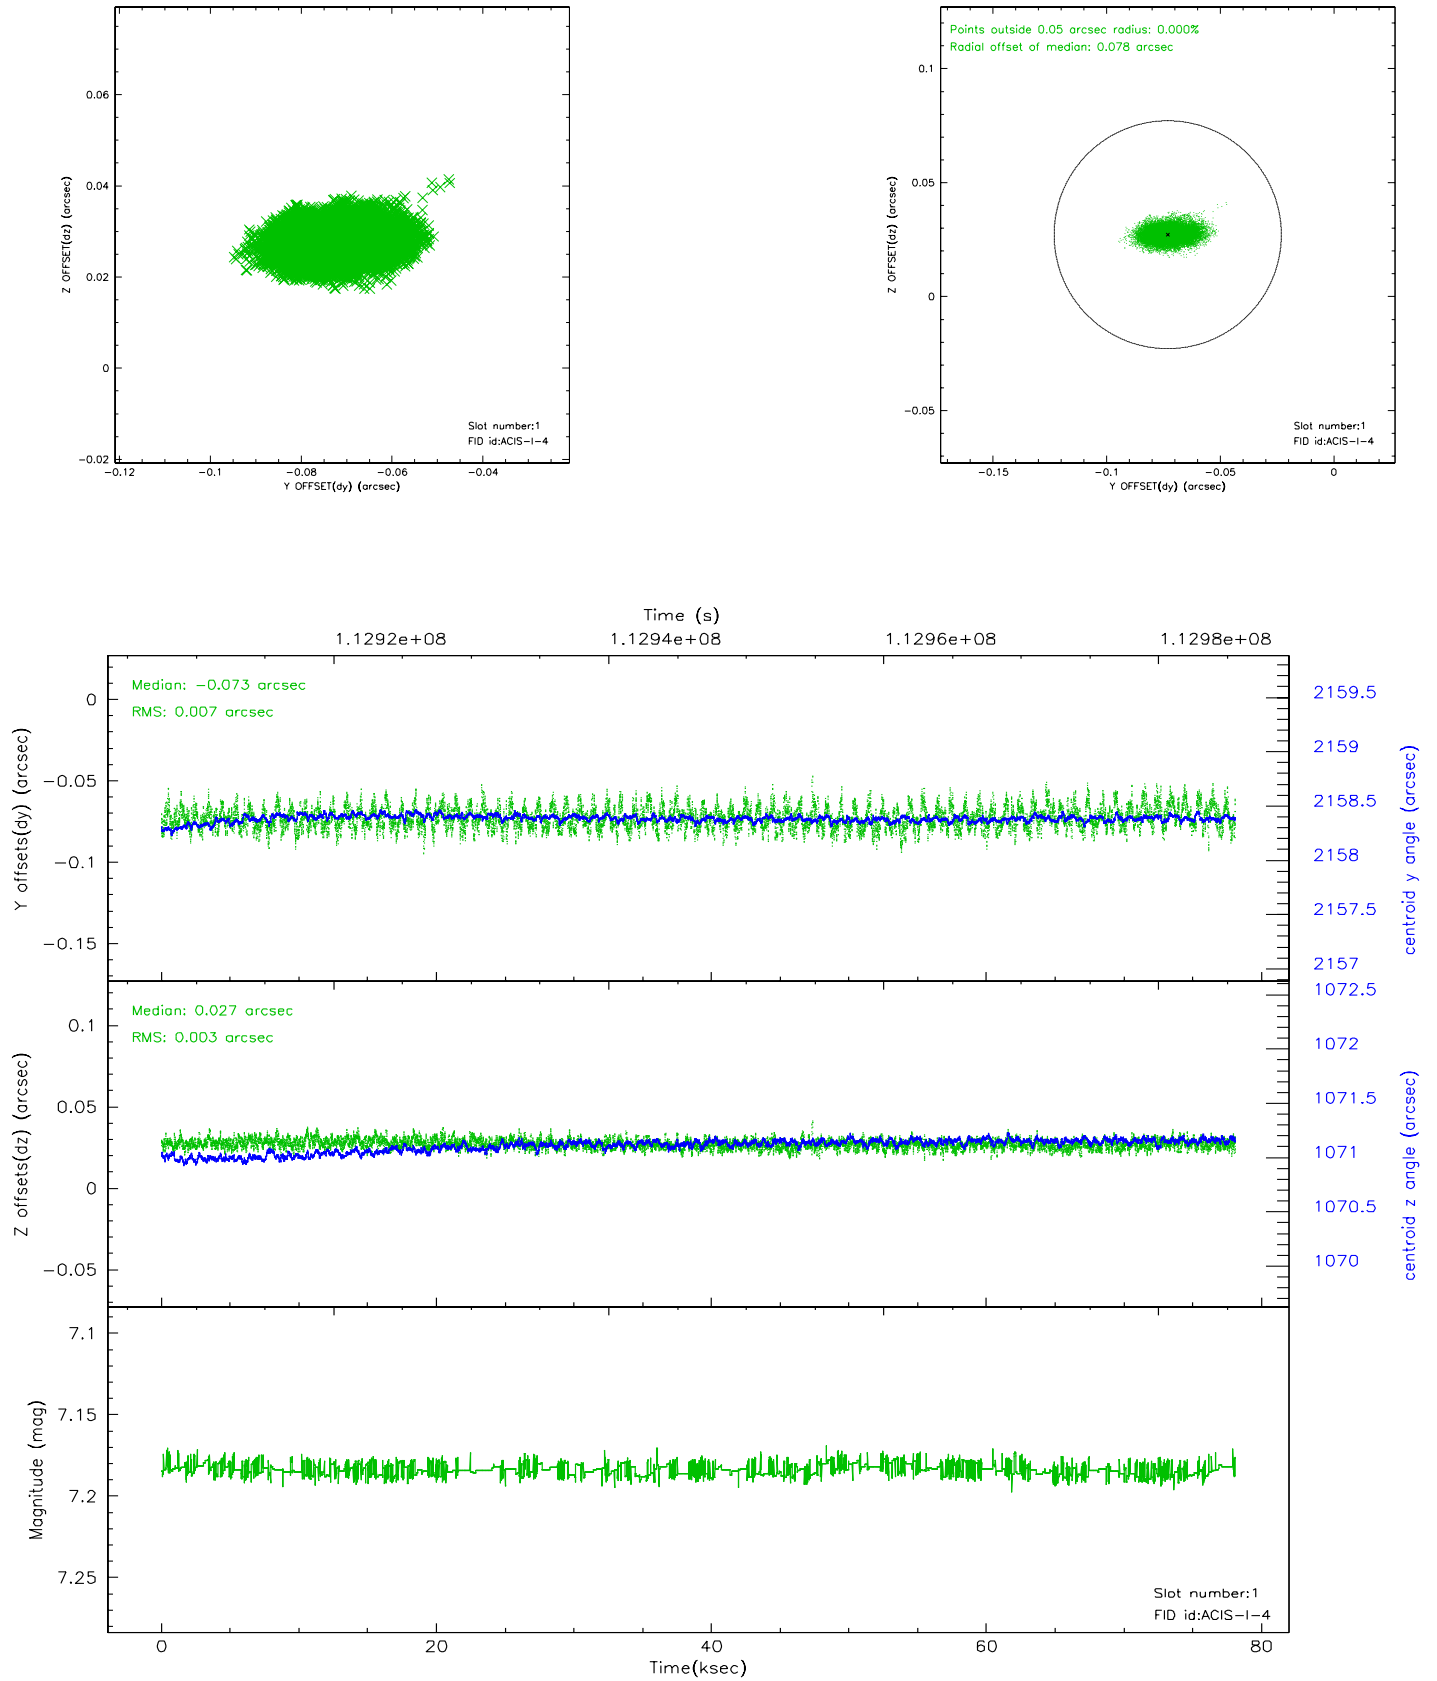 0.06
0.04
0.02
0
−0.02
−0.12
−0.1
−0.08
−0.06
−0.04
Z OFFSET(dz) (arcsec)
Y OFFSET(dy) (arcsec)
Slot number:1
FID id:ACIS−I−4
Points outside 0.05 arcsec radius: 0.000%
Radial offset of median: 0.078 arcsec
0.1
0.05
0
−0.05
−0.15
−0.1
−0.05
0
Z OFFSET(dz) (arcsec)
Y OFFSET(dy) (arcsec)
Slot number:1
FID id:ACIS−I−4
Time (s)
1.1292e+08
1.1294e+08
1.1296e+08
1.1298e+08
Median: −0.073 arcsec
RMS: 0.007 arcsec
0
−0.05
−0.1
−0.15
Y offsets(dy) (arcsec)
2159.5
2159
2158.5
2158
2157.5
2157
centroid y angle (arcsec)
Median: 0.027 arcsec
RMS: 0.003 arcsec
0.1
0.05
0
−0.05
Z offsets(dz) (arcsec)
1072.5
1072
1071.5
1071
1070.5
1070
centroid z angle (arcsec)
7.1
7.15
7.2
7.25
Magnitude (mag)
Slot number:1
FID id:ACIS−I−4
0
20
40
60
80
Time(ksec)